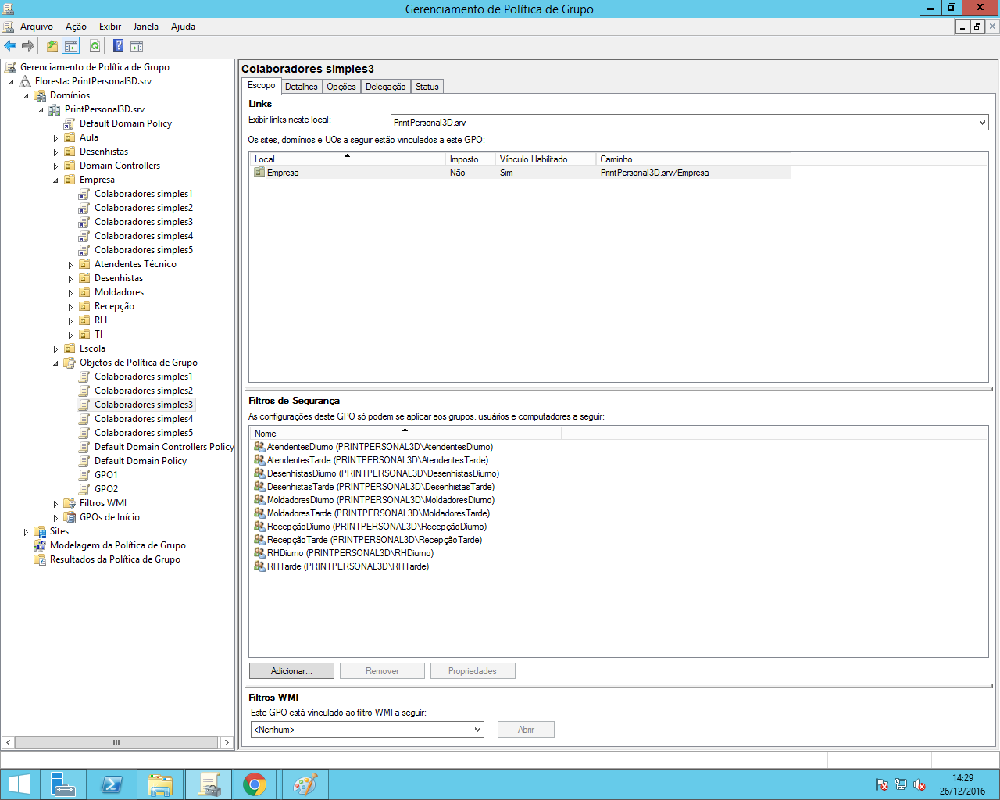 Gerenciamento de Política de Grupo
Arquivo Ação Exibir Janela Ajuda
Gerenciamento de Política de Grupo
Floresta: PrintPersonal3D.srv
Domínios
PrintPersonal3D.srv
Default Domain Policy
Aula
Desenhistas
Domain Controllers
Empresa
Colaboradores simples1
Colaboradores simples2
Colaboradores simples3
Colaboradores simples4
Colaboradores simples5
Atendentes Técnico
Desenhistas
Moldadores
Recepção
RH
TI
Escola
Objetos de Política de Grupo
Colaboradores simples1
Colaboradores simples2
Colaboradores simples3
Colaboradores simples4
Colaboradores simples5
Default Domain Controllers Policy
Default Domain Policy
GPO1
GPO2
Filtros WMI
GPOs de Início
Sites
Modelagem da Política de Grupo
Resultados da Política de Grupo
Colaboradores simples3
Escopo Detalhes Opções Delegação Status
Links
Exibir links neste local: PrintPersonal3D.srv
Os sites, domínios e UOs a seguir estão vinculados a este GPO:
Local Imposto Vínculo Habilitado Caminho
Empresa Não Sim PrintPersonal3D.srv/Empresa
Filtros de Segurança
As configurações deste GPO só podem se aplicar aos grupos, usuários e computadores a seguir:
Nome
AtendentesDiurno (PRINTPERSONAL3D\AtendentesDiurno)
AtendentesTarde (PRINTPERSONAL3D\AtendentesTarde)
DesenhistasDiurno (PRINTPERSONAL3D\DesenhistasDiurno)
DesenhistasTarde (PRINTPERSONAL3D\DesenhistasTarde)
MoldadoresDiurno (PRINTPERSONAL3D\MoldadoresDiurno)
MoldadoresTarde (PRINTPERSONAL3D\MoldadoresTarde)
RecepçãoDiurno (PRINTPERSONAL3D\RecepçãoDiurno)
RecepçãoTarde (PRINTPERSONAL3D\RecepçãoTarde)
RHDiurno (PRINTPERSONAL3D\RHDiurno)
RHTarde (PRINTPERSONAL3D\RHTarde)
Adicionar... Remover Propriedades
Filtros WMI
Este GPO está vinculado ao filtro WMI a seguir:
<Nenhum> Abrir
14:29
26/12/2016